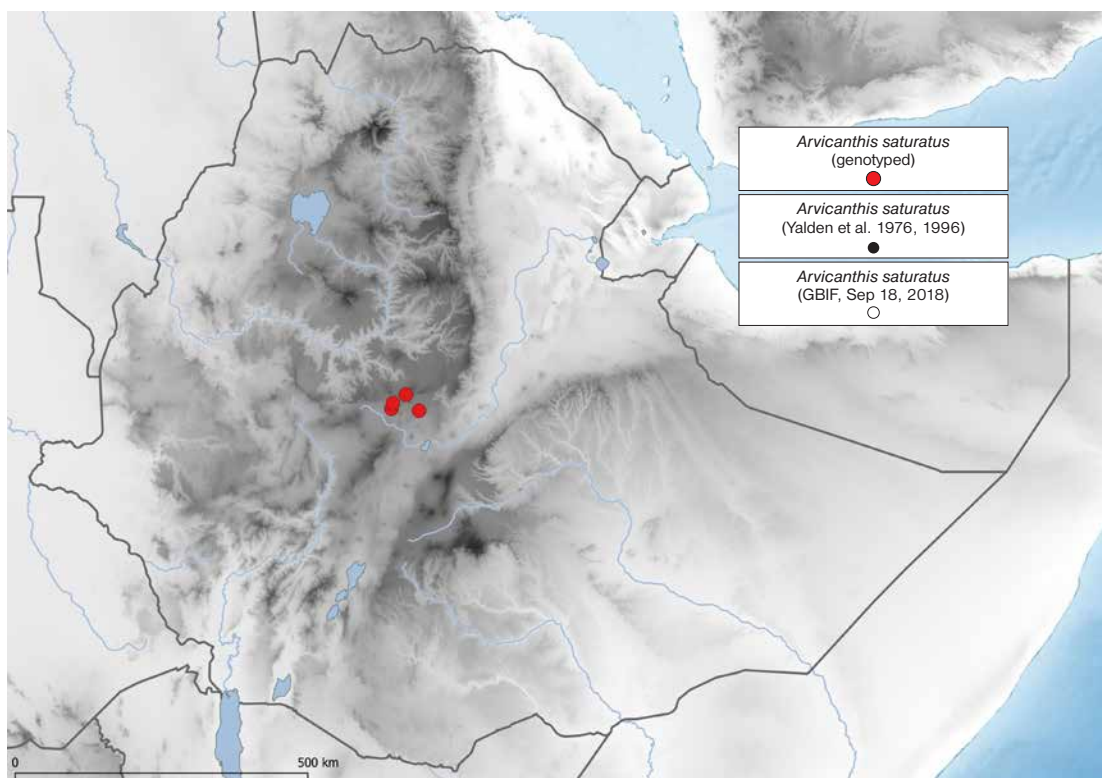 Arvicanthis saturatus
(genotyped)
Arvicanthis saturatus
(Yalden et al. 1976, 1996)
Arvicanthis saturatus
(GBIF, Sep 18, 2018)
0 500 km